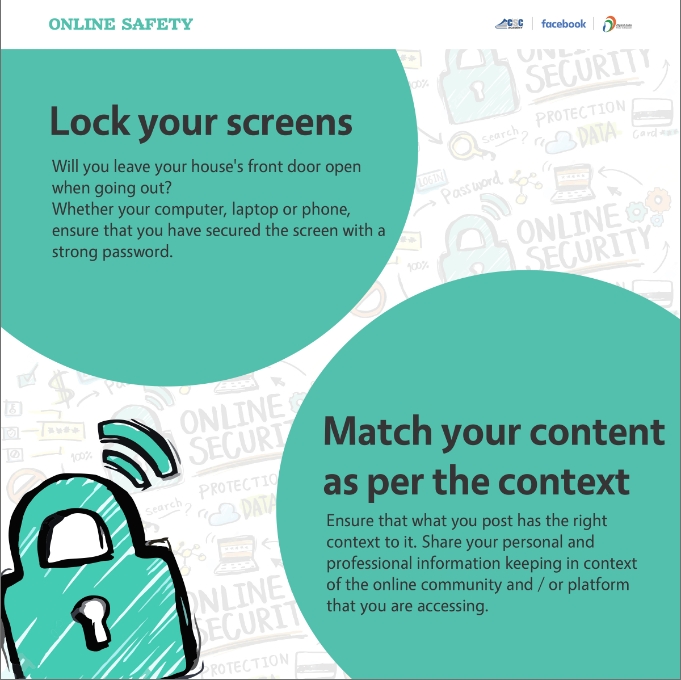 ONLINE SAFETY
CSC
facebook
Lock your screens
Will you leave your house's front door open
when going out?
Whether your computer, laptop or phone,
ensure that you have secured the screen with a
strong password.
SECURITY
PROTECTION
search?
DATA
LOGIN
Password
ONLINE
SECURITY
100%
ONLINE
SECURITY
Match your content
as per the context
Ensure that what you post has the right
context to it. Share your personal and
professional information keeping in context
of the online community and / or platform
that you are accessing.
search?
DATA
PROTECTION